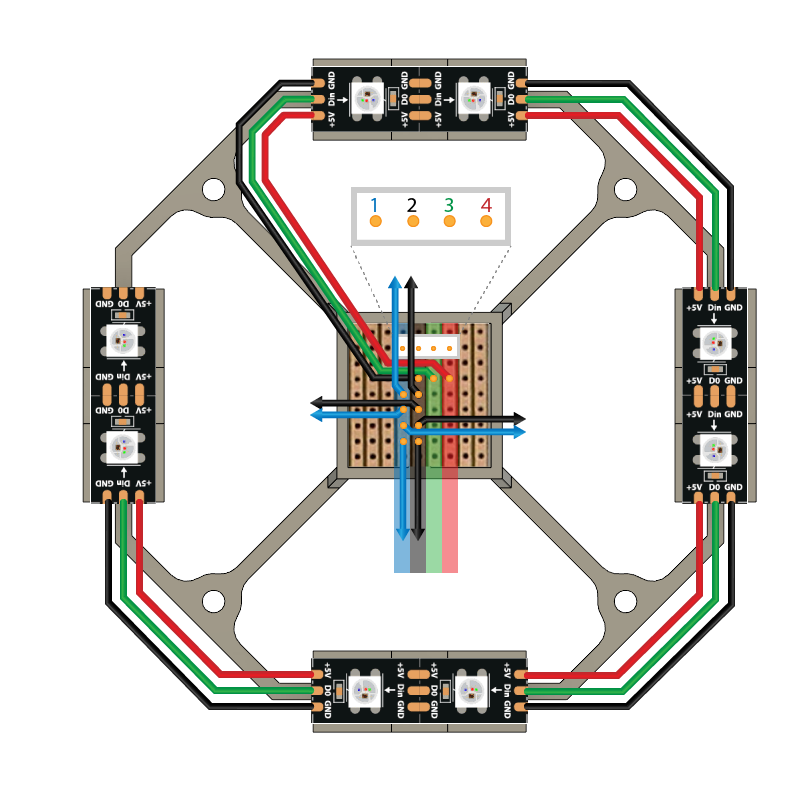 GND
Din
+5V
GND
D0
+5V
Din
GND
D0
+5V
1 2 3 4
GND D0 +5V
GND Din +5V
GND D0 +5V
GND Din +5V
+5V Din GND
+5V D0 GND
+5V Din GND
+5V D0 GND
+5V
D0
GND
+5V
Din
D0
GND
+5V
Din
GND